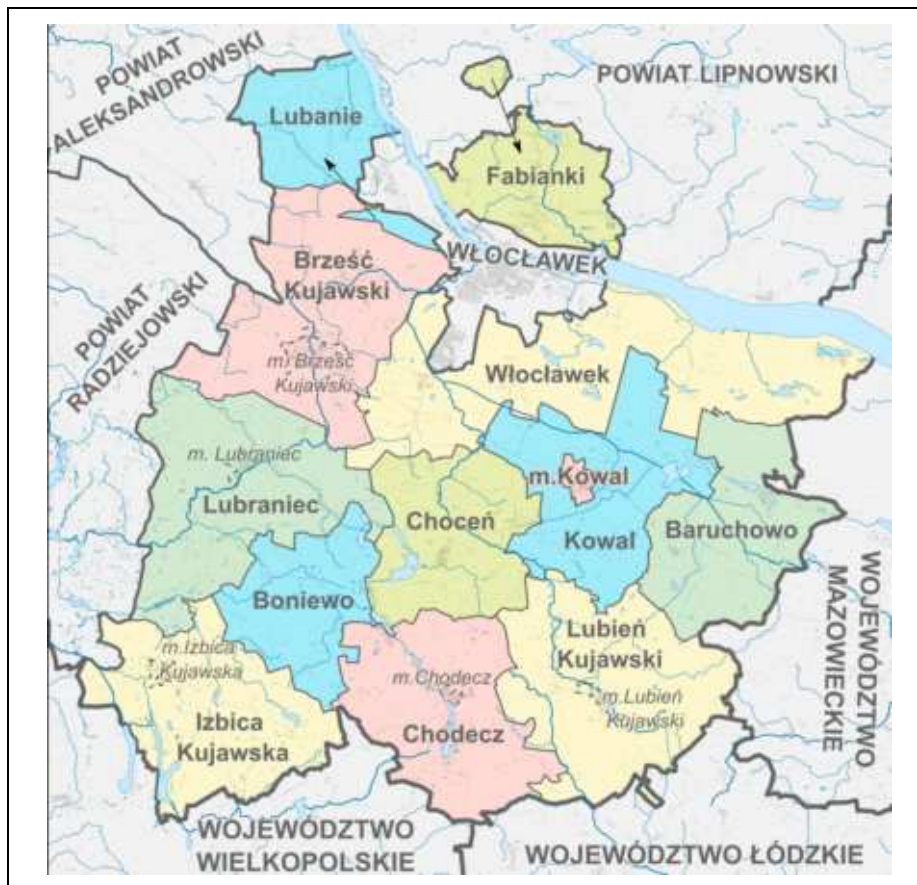 POWIAT
ALEKSANDROWSKI
POWIAT LIPNOWSKI
Lubanie
Fabianki
WŁOCŁAWEK
Brześć
Kujawski
POWIAT
RADZIEJOWSKI
m. Brześć
Kujawski
Włocławek
m. Lubraniec
Lubraniec
m.Kowal
Choceń
Kowal
Baruchowo
Boniewo
WOJEWÓDZTWO
MAZOWIECKIE
Lubień
Kujawski
m.Izbica
Kujawska
m.Chodecz
m.Lubień
Kujawski
Izbica
Kujawska
Chodecz
WOJEWÓDZTWO
WIELKOPOLSKIE
WOJEWÓDZTWO ŁÓDZKIE